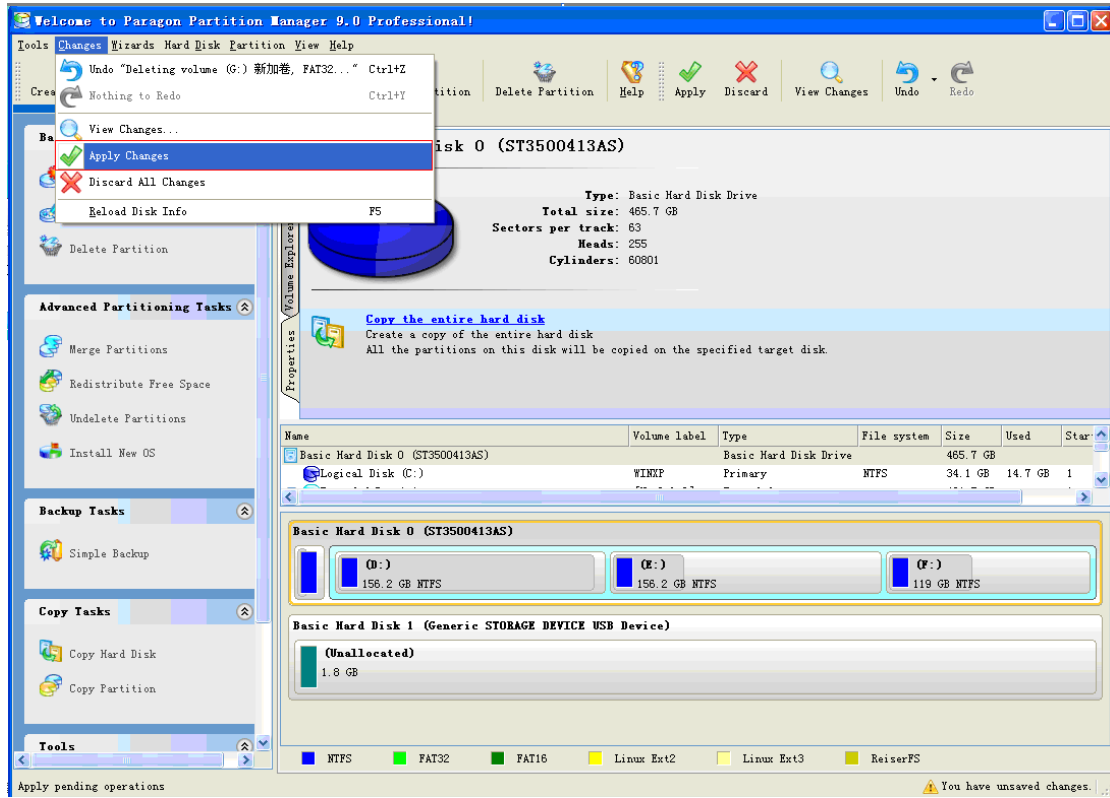 Welcome to Paragon Partition Manager 9.0 Professional!
Tools Changes Wizards Hard Disk Partition View Help
Undo "Deleting volume (G:) 新加卷, FAT32..." Ctrl+Z
Nothing to Redo Ctrl+Y
View Changes...
Apply Changes
Discard All Changes
Reload Disk Info F5
Delete Partition
Help
Apply
Discard
View Changes
Undo
Redo
Delete Partition
Advanced Partitioning Tasks
Merge Partitions
Redistribute Free Space
Undelete Partitions
Install New OS
Backup Tasks
Simple Backup
Copy Tasks
Copy Hard Disk
Copy Partition
Tools
Volume Explorer
Properties
isk 0 (ST3500413AS)
Type: Basic Hard Disk Drive
Total size: 465.7 GB
Sectors per track: 63
Heads: 255
Cylinders: 60801
Copy the entire hard disk
Create a copy of the entire hard disk
All the partitions on this disk will be copied on the specified target disk.
Name Volume label Type File system Size Used Star
Basic Hard Disk 0 (ST3500413AS) Basic Hard Disk Drive 465.7 GB
Logical Disk (C:) WINXP Primary NTFS 34.1 GB 14.7 GB 1
Basic Hard Disk 0 (ST3500413AS)
(D:)
156.2 GB NTFS
(E:)
156.2 GB NTFS
(F:)
119 GB NTFS
Basic Hard Disk 1 (Generic STORAGE DEVICE USB Device)
(Unallocated)
1.8 GB
NTFS FAT32 FAT16 Linux Ext2 Linux Ext3 ReiserFS
Apply pending operations
You have unsaved changes.